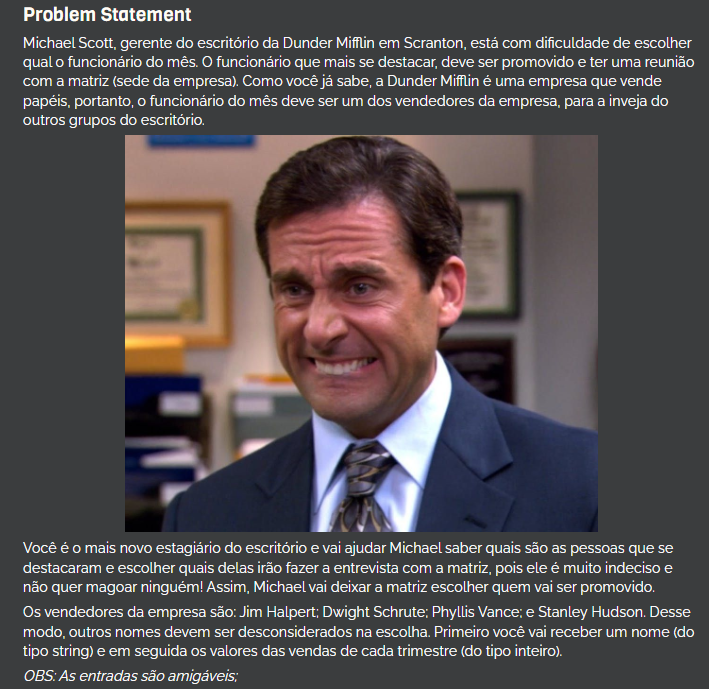 Problem Statement
Michael Scott, gerente do escritório da Dunder Mifflin em Scranton, está com dificuldade de escolher
qual o funcionário do mês. O funcionário que mais se destacar, deve ser promovido e ter uma reunião
com a matriz (sede da empresa). Como você já sabe, a Dunder Mifflin é uma empresa que vende
papéis, portanto, o funcionário do mês deve ser um dos vendedores da empresa, para a inveja do
outros grupos do escritório.
Você é o mais novo estagiário do escritório e vai ajudar Michael saber quais são as pessoas que se
destacaram e escolher quais delas irão fazer a entrevista com a matriz, pois ele é muito indeciso e
não quer magoar ninguém! Assim, Michael vai deixar a matriz escolher quem vai ser promovido.
Os vendedores da empresa são: Jim Halpert; Dwight Schrute; Phyllis Vance; e Stanley Hudson. Desse
modo, outros nomes devem ser desconsiderados na escolha. Primeiro você vai receber um nome (do
tipo string) e em seguida os valores das vendas de cada trimestre (do tipo inteiro).
OBS: As entradas são amigáveis;